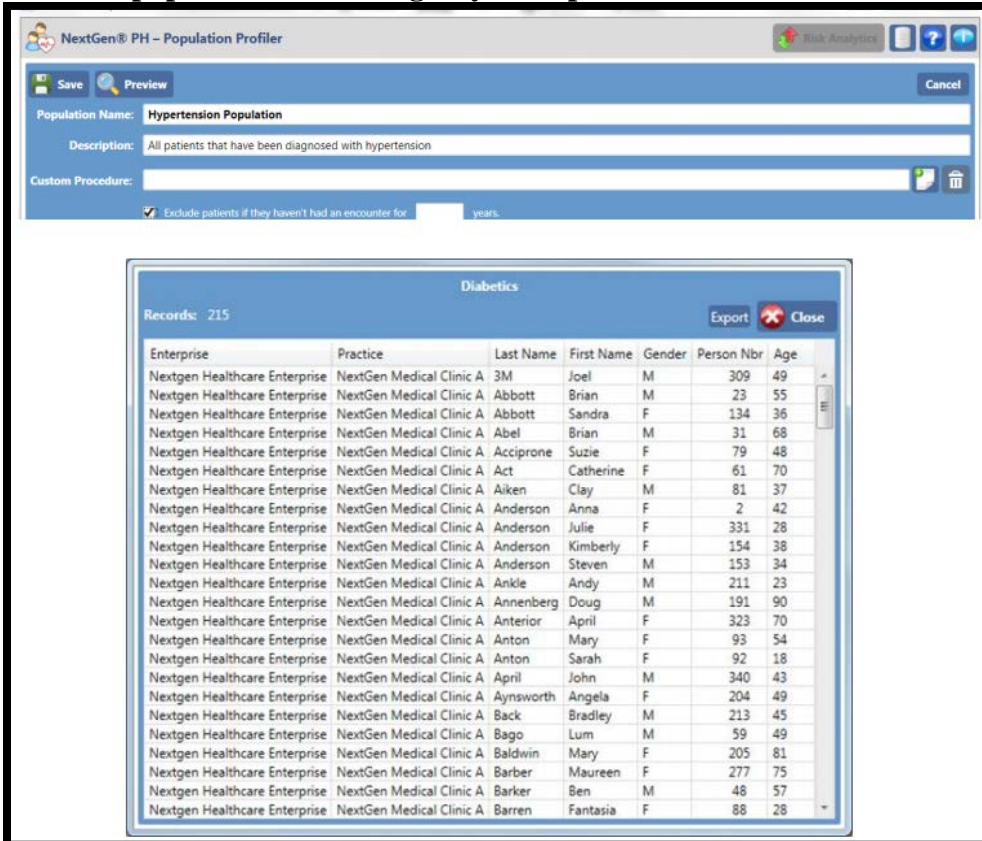 NextGen® PH – Population Profiler Risk Analytics
Save Preview Cancel
Population Name: Hypertension Population
Description: All patients that have been diagnosed with hypertension
Custom Procedure:
Exclude patients if they haven't had an encounter for years.
Diabetics
Records: 215 Export Close
Enterprise Practice Last Name First Name Gender Person Nbr Age
Nextgen Healthcare Enterprise NextGen Medical Clinic A 3M Joel M 309 49
Nextgen Healthcare Enterprise NextGen Medical Clinic A Abbott Brian M 23 55
Nextgen Healthcare Enterprise NextGen Medical Clinic A Abbott Sandra F 134 36
Nextgen Healthcare Enterprise NextGen Medical Clinic A Abel Brian M 31 68
Nextgen Healthcare Enterprise NextGen Medical Clinic A Acciprone Suzie F 79 48
Nextgen Healthcare Enterprise NextGen Medical Clinic A Act Catherine F 61 70
Nextgen Healthcare Enterprise NextGen Medical Clinic A Aiken Clay M 81 37
Nextgen Healthcare Enterprise NextGen Medical Clinic A Anderson Anna F 2 42
Nextgen Healthcare Enterprise NextGen Medical Clinic A Anderson Julie F 331 28
Nextgen Healthcare Enterprise NextGen Medical Clinic A Anderson Kimberly F 154 38
Nextgen Healthcare Enterprise NextGen Medical Clinic A Anderson Steven M 153 34
Nextgen Healthcare Enterprise NextGen Medical Clinic A Ankle Andy M 211 23
Nextgen Healthcare Enterprise NextGen Medical Clinic A Annenberg Doug M 191 90
Nextgen Healthcare Enterprise NextGen Medical Clinic A Anterior April F 323 70
Nextgen Healthcare Enterprise NextGen Medical Clinic A Anton Mary F 93 54
Nextgen Healthcare Enterprise NextGen Medical Clinic A Anton Sarah F 92 18
Nextgen Healthcare Enterprise NextGen Medical Clinic A April John M 340 43
Nextgen Healthcare Enterprise NextGen Medical Clinic A Aynsworth Angela F 204 49
Nextgen Healthcare Enterprise NextGen Medical Clinic A Back Bradley M 213 45
Nextgen Healthcare Enterprise NextGen Medical Clinic A Bago Lum M 59 49
Nextgen Healthcare Enterprise NextGen Medical Clinic A Baldwin Mary F 205 81
Nextgen Healthcare Enterprise NextGen Medical Clinic A Barber Maureen F 277 75
Nextgen Healthcare Enterprise NextGen Medical Clinic A Barker Ben M 48 57
Nextgen Healthcare Enterprise NextGen Medical Clinic A Barren Fantasia F 88 28